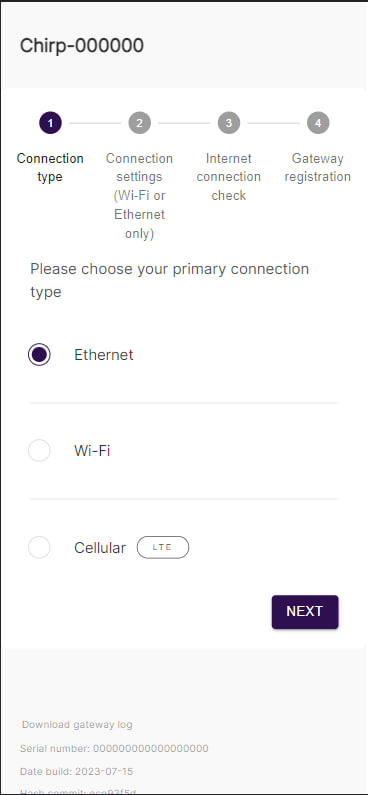 Chirp-000000
1 2 3 4
Connection type
Connection settings (Wi-Fi or Ethernet only)
Internet connection check
Gateway registration
Please choose your primary connection
type
Ethernet
Wi-Fi
Cellular LTE
NEXT
Download gateway log
Serial number: 000000000000000000
Date build: 2023-07-15
Hash commit: